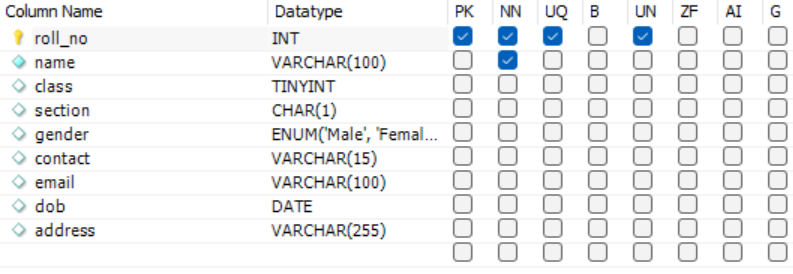 Column Name Datatype PK NN UQ B UN ZF AI G
roll_no INT
name VARCHAR(100)
class TINYINT
section CHAR(1)
gender ENUM('Male', 'Femal...
contact VARCHAR(15)
email VARCHAR(100)
dob DATE
address VARCHAR(255)